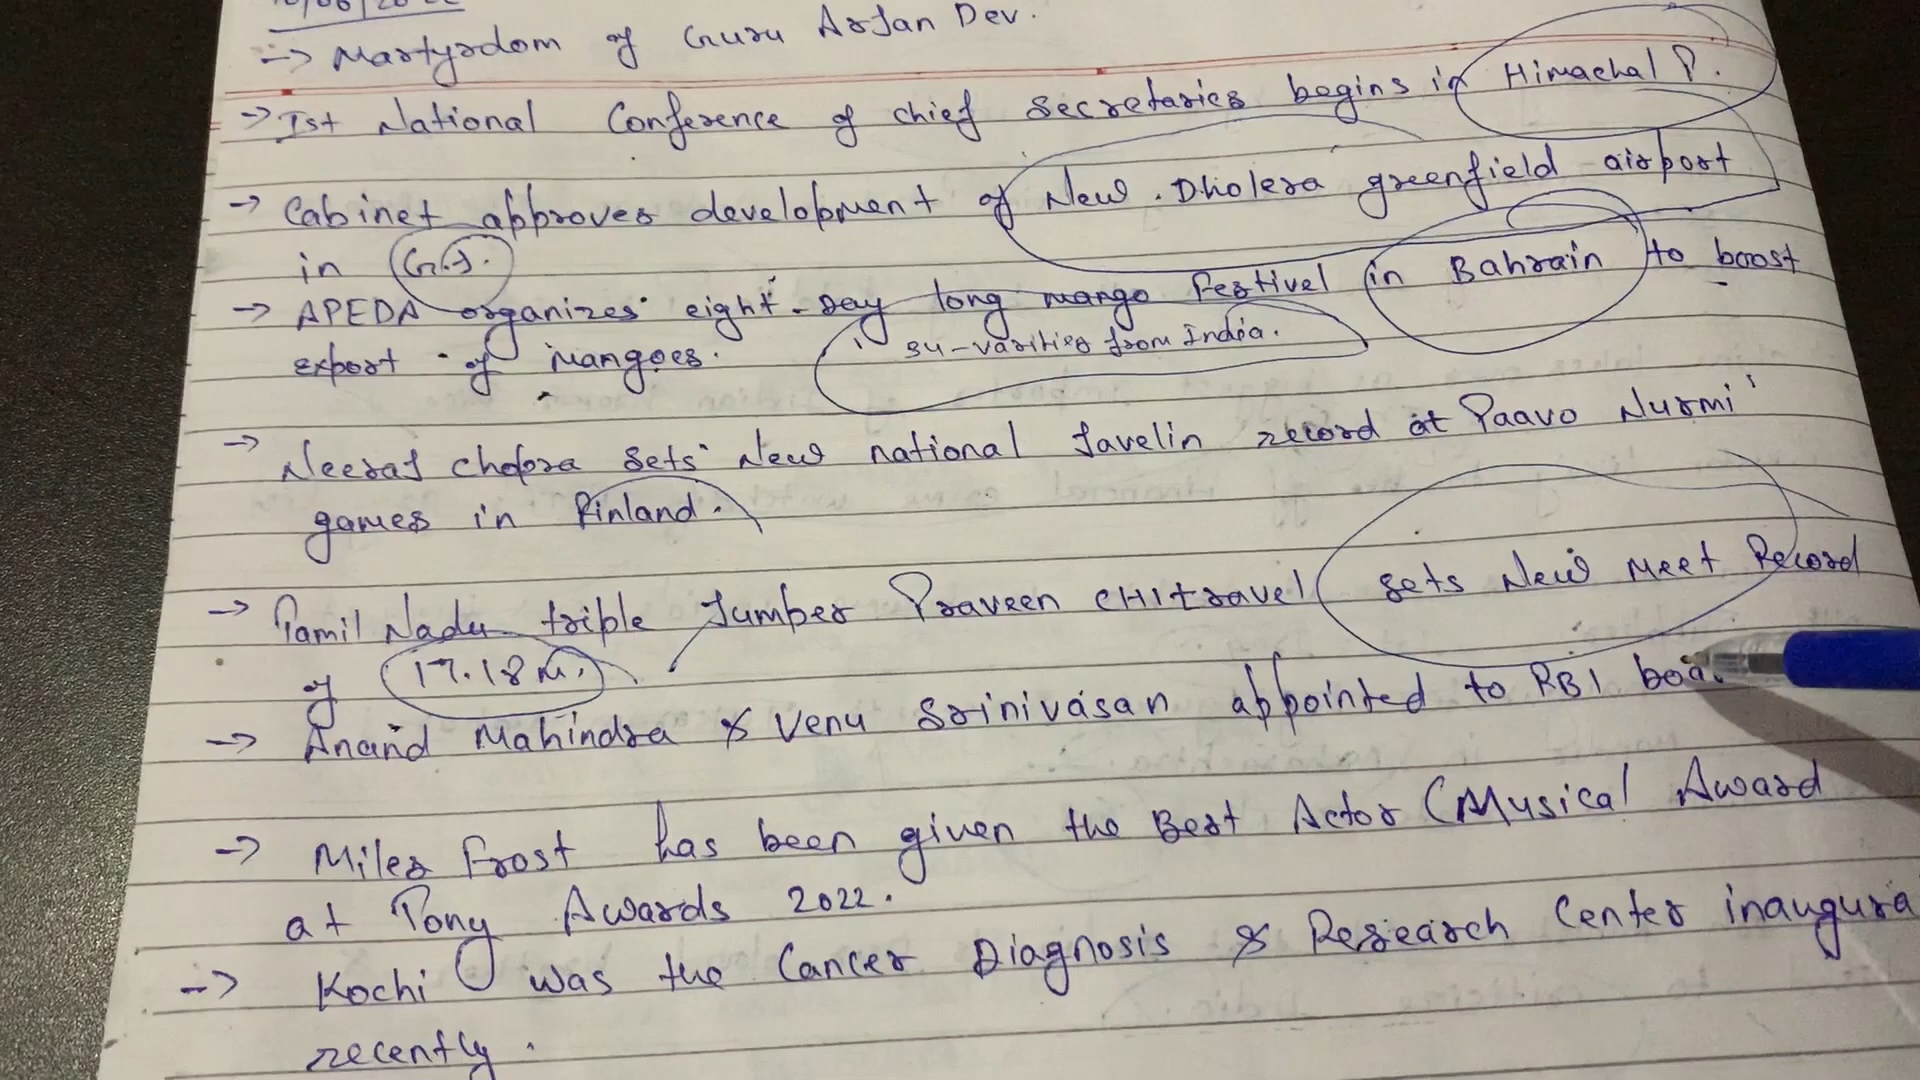 -> Martyrdom of Guru Arjan Dev.
-> Ist National Conference of chief secretaries begins in Himachal P.
-> Cabinet approves development of New Dholera greenfield airport
in Guj.
-> APEDA organizes eight-day long mango festivel in Bahrain to boost
export of mangoes. 34-varities from India.
-> Neeraj chopra sets New national Javelin record at Paavo Nurmi
games in Finland.
-> Tamil Nadu triple Jumper Praveen CHitravel sets New Meet Record
of 17.18 m.
-> Anand Mahindra & Venu Srinivasan appointed to RBI
-> Miles Frost has been given the Best Actor (Musical Award
at Tony Awards 2022.
-> Kochi was the Cancer Diagnosis & Research Center inaugura
recently.